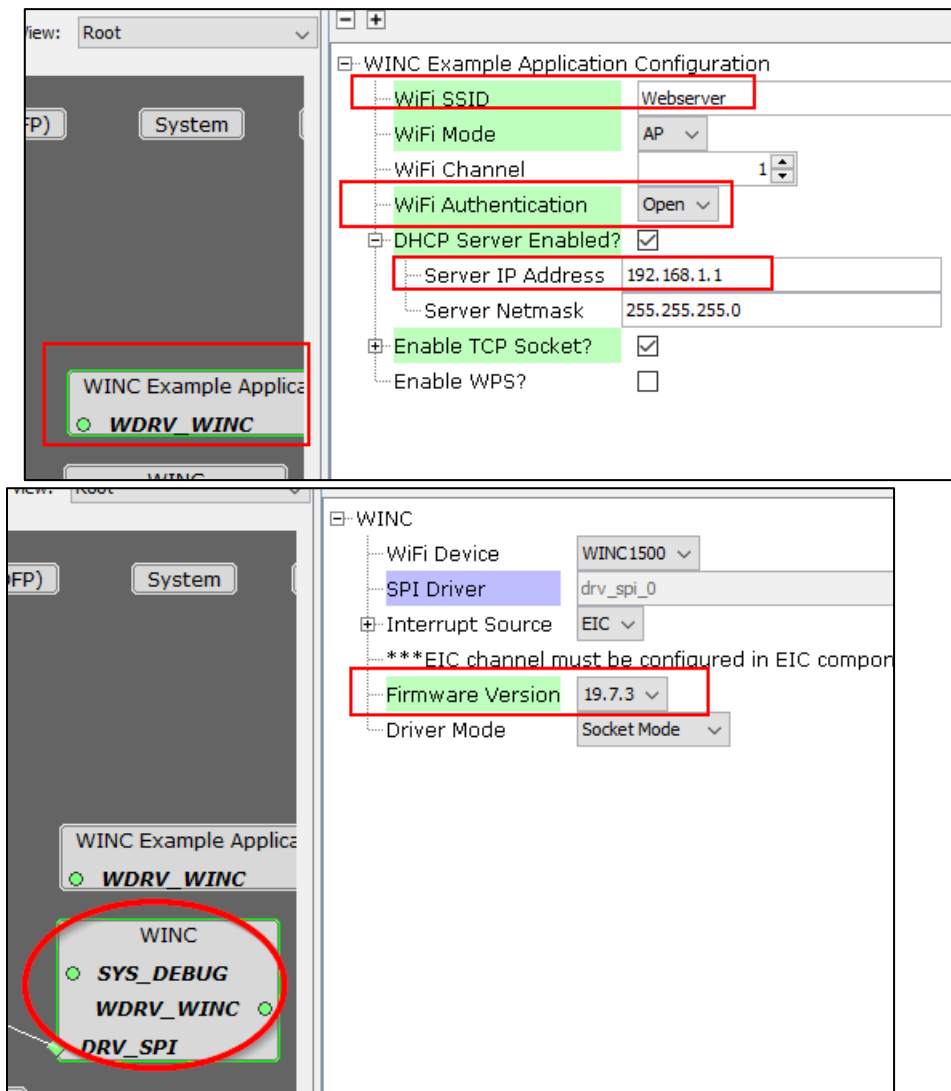 View: Root
WINC Example Application Configuration
WiFi SSID Webserver
FP) System
WiFi Mode AP
WiFi Channel 1
WiFi Authentication Open
DHCP Server Enabled?
Server IP Address 192.168.1.1
Server Netmask 255.255.255.0
Enable TCP Socket?
WINC Example Applica
Enable WPS?
WDRV_WINC
WINC
View: Root
WINC
WiFi Device WINC1500
FP) System
SPI Driver drv_spi_0
Interrupt Source EIC
***EIC channel must be configured in EIC compon
Firmware Version 19.7.3
Driver Mode Socket Mode
WINC Example Applica
WDRV_WINC
WINC
SYS_DEBUG
WDRV_WINC
DRV_SPI